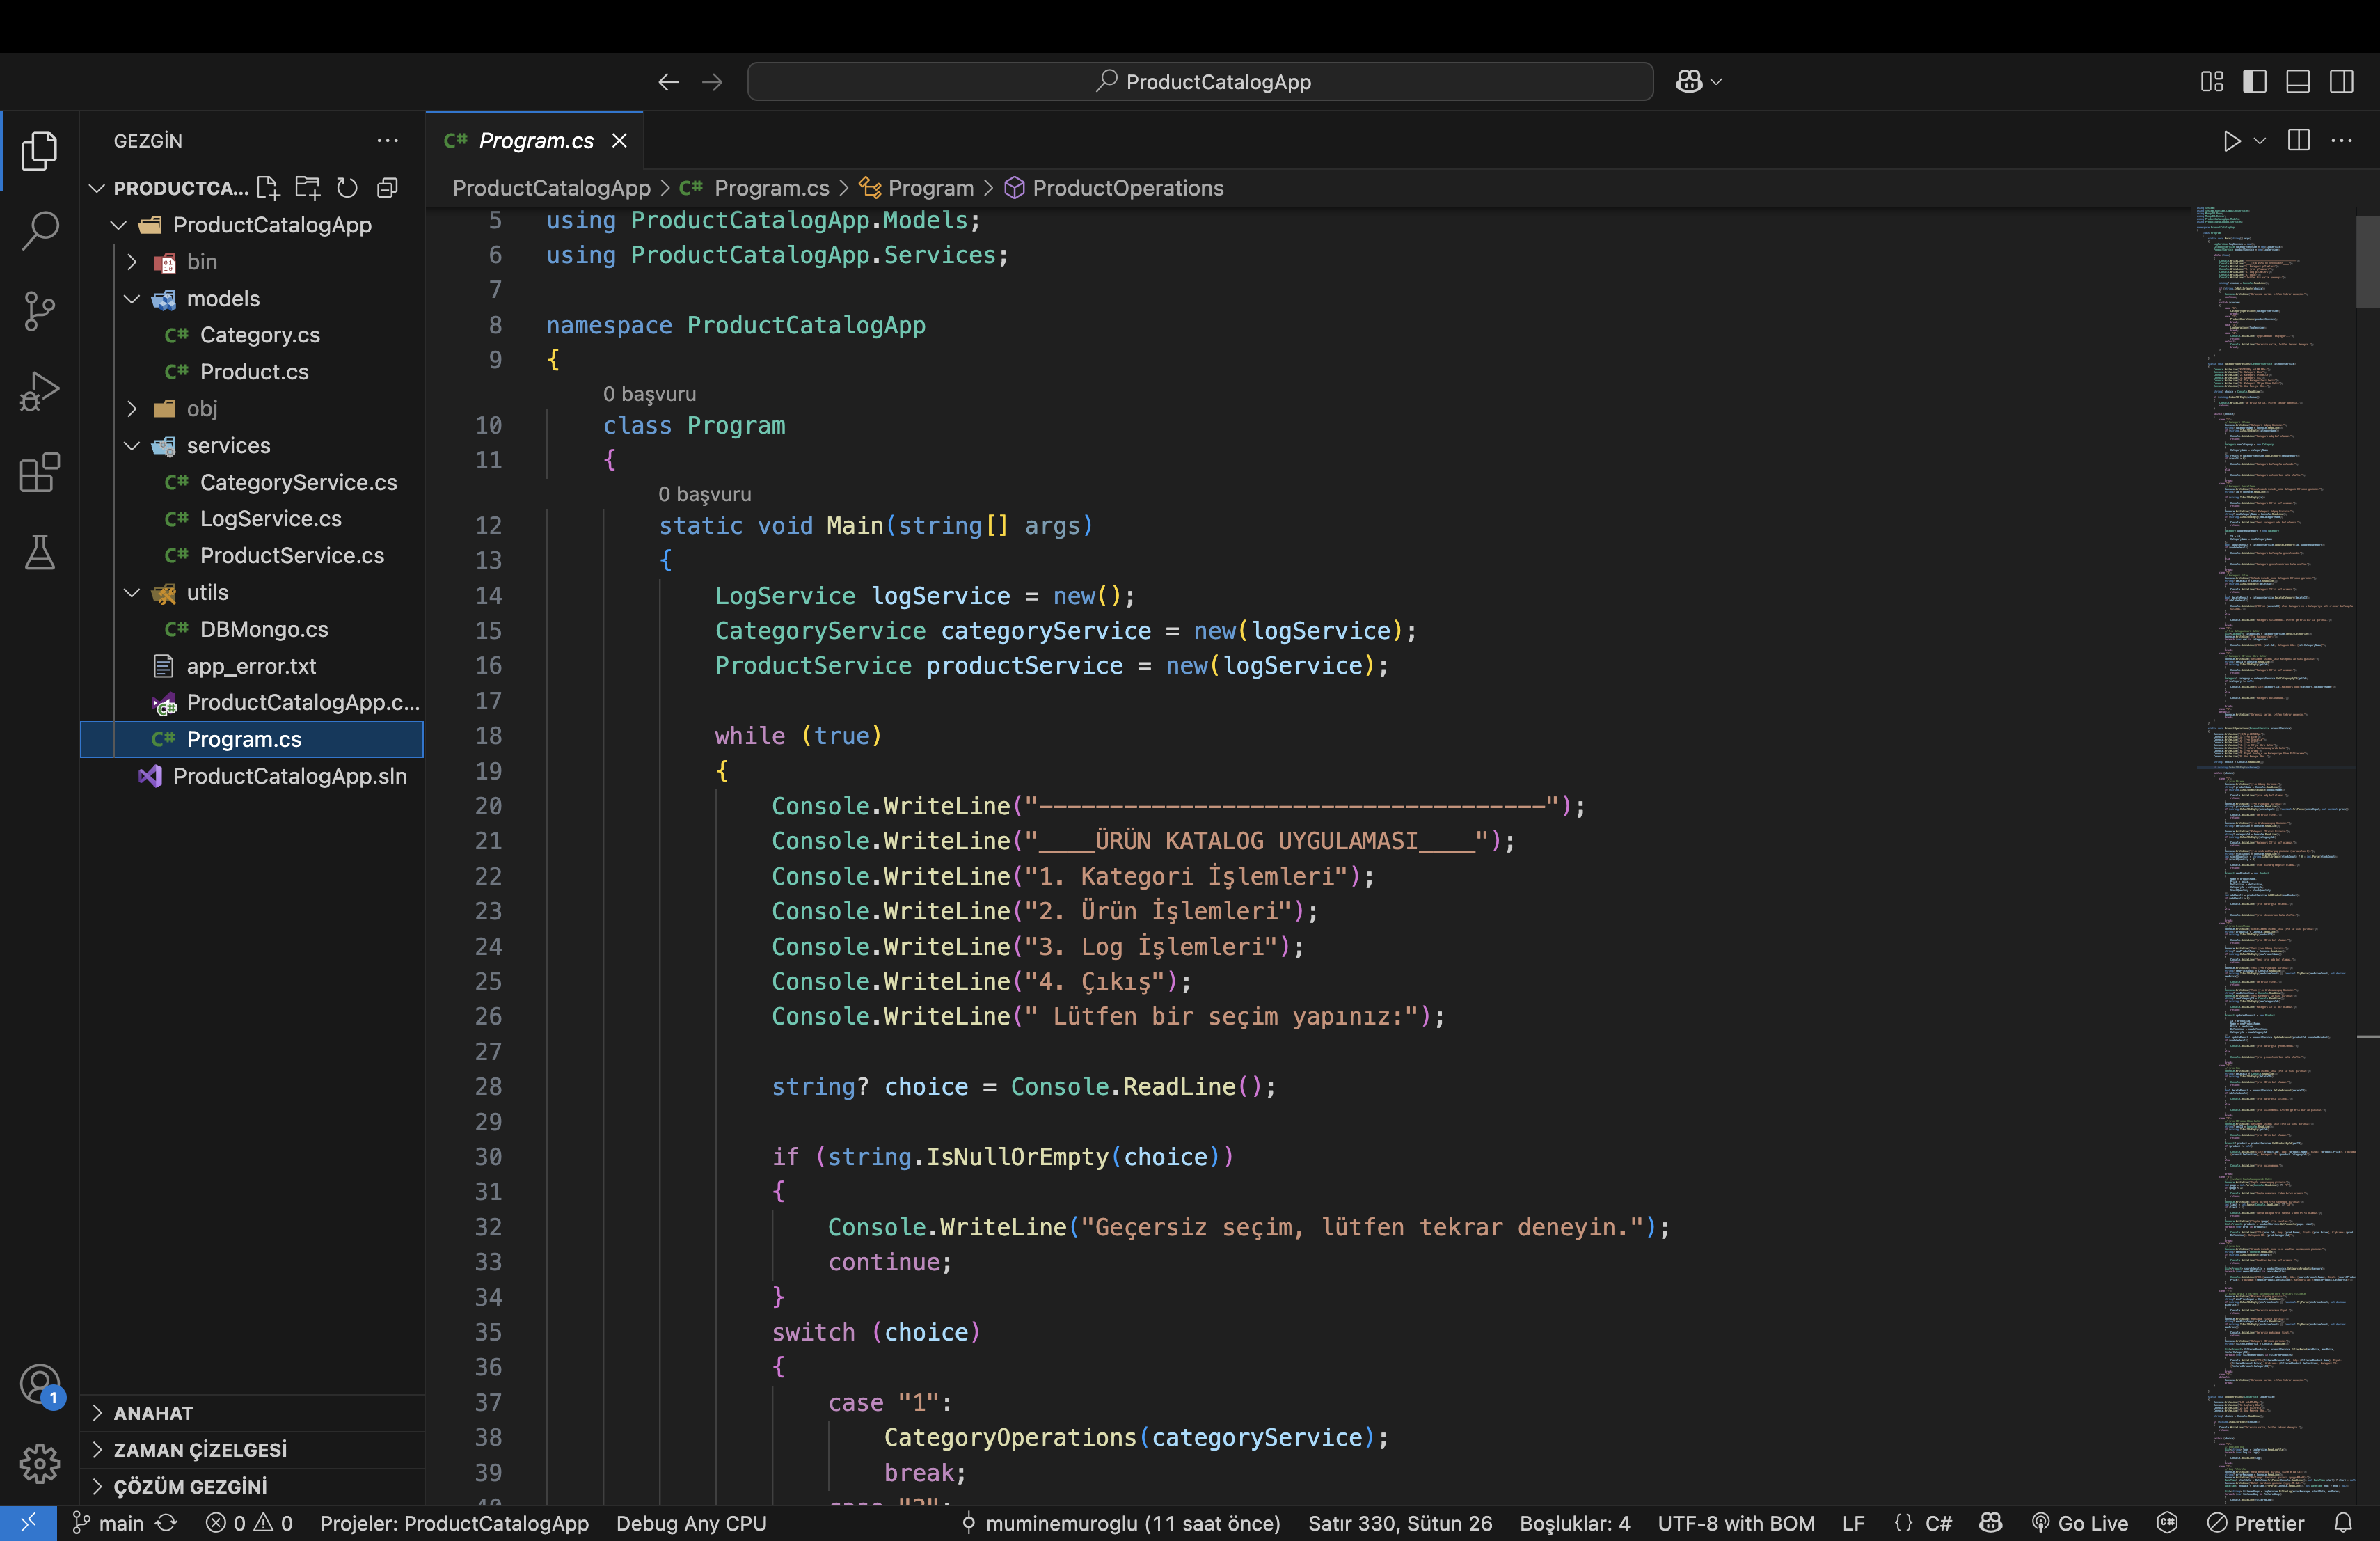 ProductCatalogApp
GEZGİN
PRODUCTCA...
ProductCatalogApp
bin
models
Category.cs
Product.cs
obj
services
CategoryService.cs
LogService.cs
ProductService.cs
utils
DBMongo.cs
app_error.txt
ProductCatalogApp.c...
Program.cs
ProductCatalogApp.sln
ANAHAT
ZAMAN ÇİZELGESİ
ÇÖZÜM GEZGİNİ
1
C# Program.cs
ProductCatalogApp > C# Program.cs > Program > ProductOperations
5 using ProductCatalogApp.Models;
6 using ProductCatalogApp.Services;
7
8 namespace ProductCatalogApp
9 {
0 başvuru
10 class Program
11 {
0 başvuru
12 static void Main(string[] args)
13 {
14 LogService logService = new();
15 CategoryService categoryService = new(logService);
16 ProductService productService = new(logService);
17
18 while (true)
19 {
20 Console.WriteLine("------------------------------------");
21 Console.WriteLine("____ÜRÜN KATALOG UYGULAMASI____");
22 Console.WriteLine("1. Kategori İşlemleri");
23 Console.WriteLine("2. Ürün İşlemleri");
24 Console.WriteLine("3. Log İşlemleri");
25 Console.WriteLine("4. Çıkış");
26 Console.WriteLine(" Lütfen bir seçim yapınız:");
27
28 string? choice = Console.ReadLine();
29
30 if (string.IsNullOrEmpty(choice))
31 {
32 Console.WriteLine("Geçersiz seçim, lütfen tekrar deneyin.");
33 continue;
34 }
35 switch (choice)
36 {
37 case "1":
38 CategoryOperations(categoryService);
39 break;
40 case "2":
main 0 0 Projeler: ProductCatalogApp Debug Any CPU muminemuroglu (11 saat önce) Satır 330, Sütun 26 Boşluklar: 4 UTF-8 with BOM LF {} C# Go Live Prettier